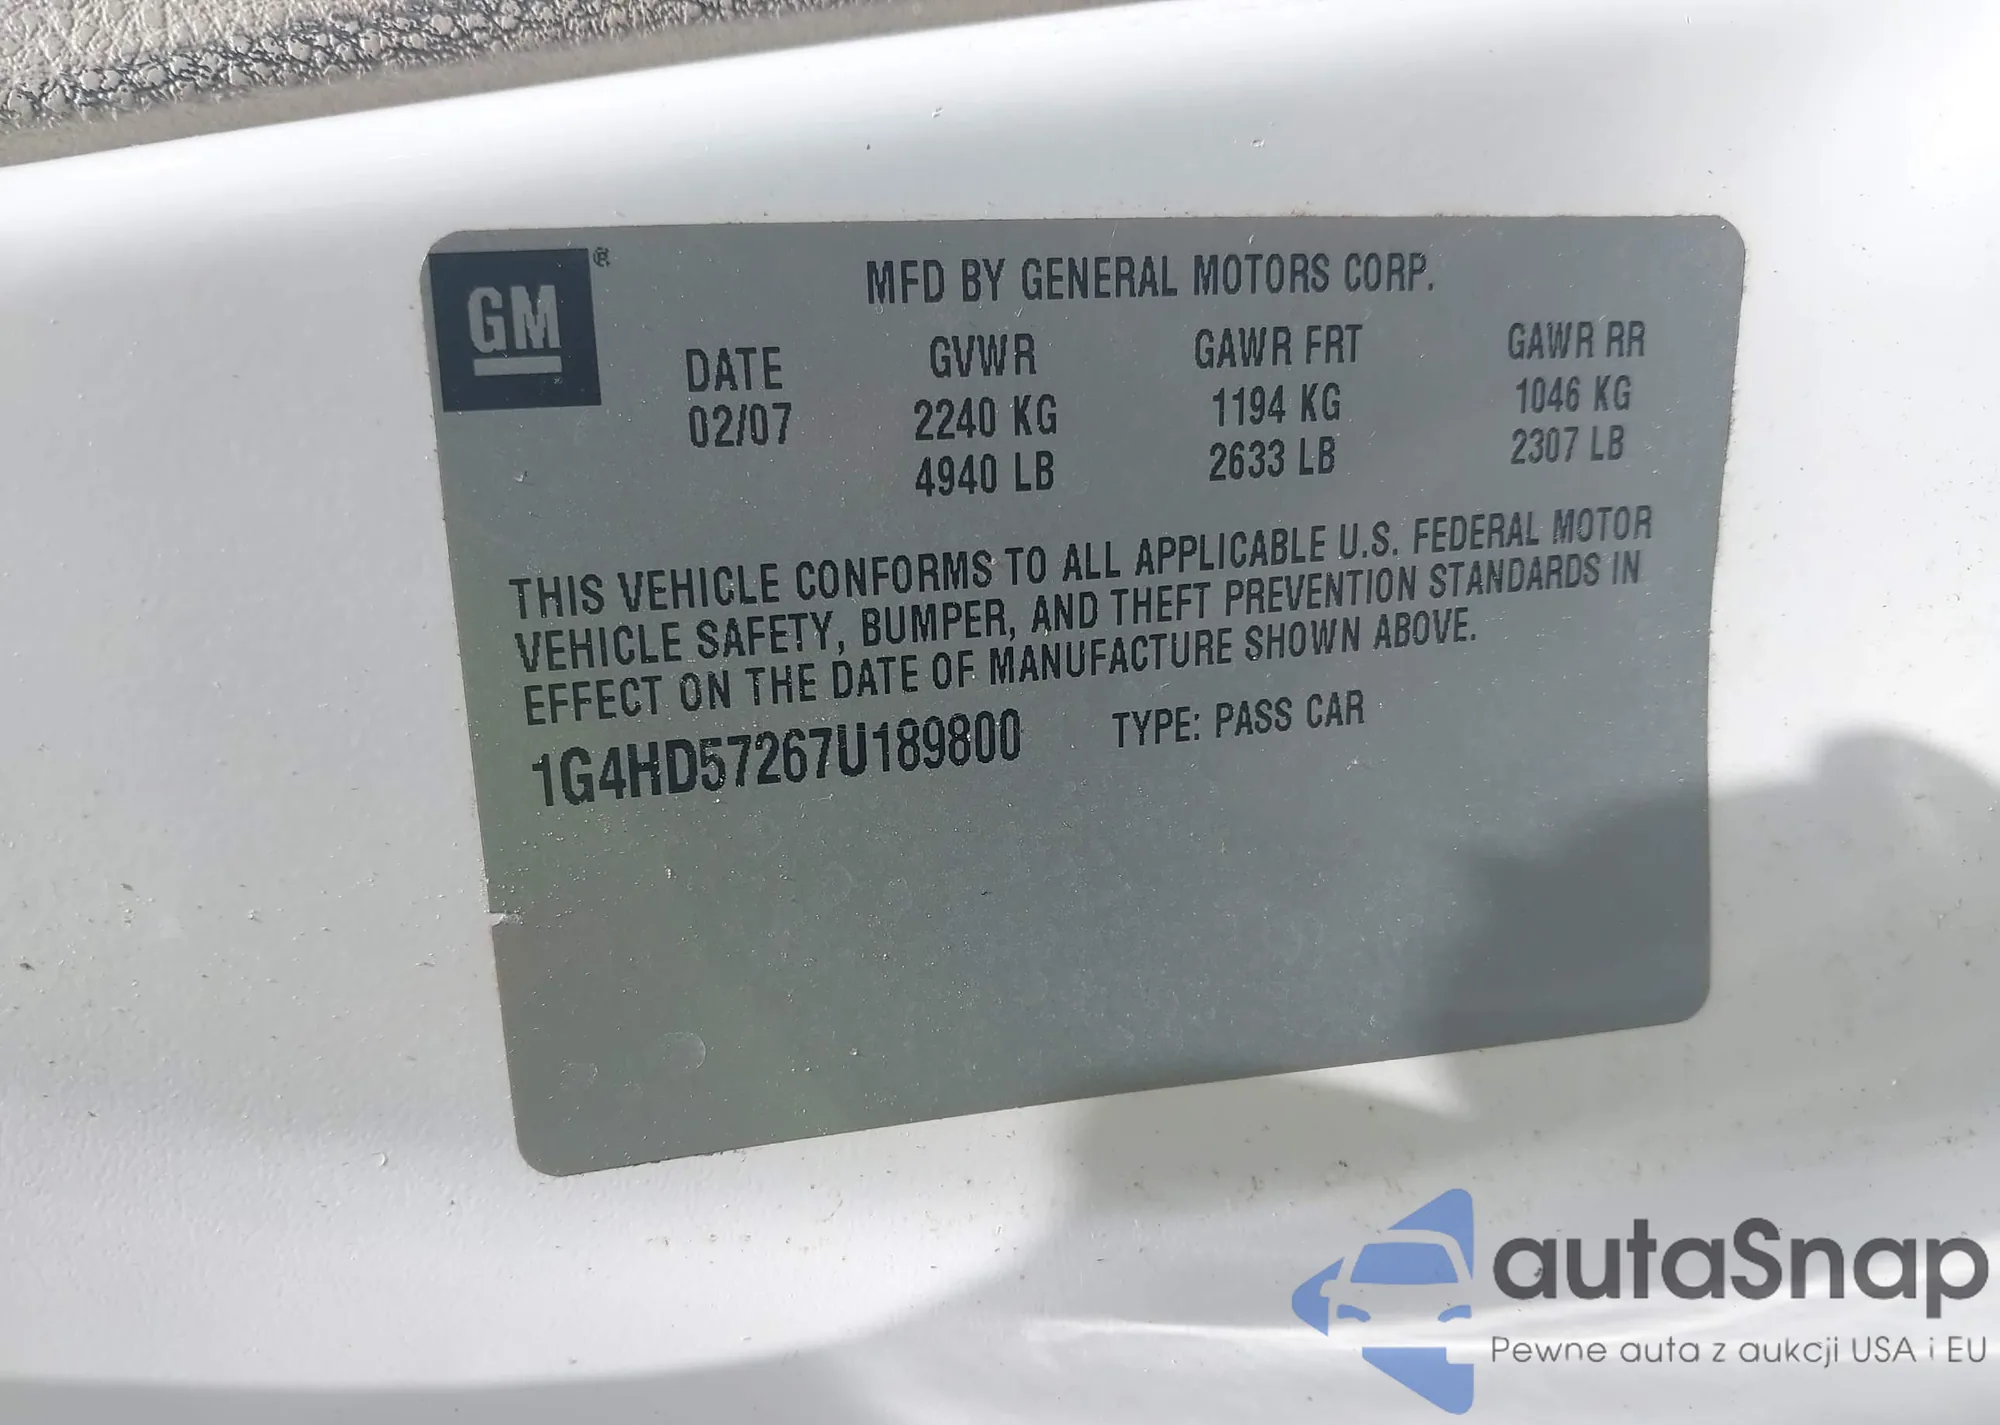 GM ®
MFD BY GENERAL MOTORS CORP.
DATE GVWR GAWR FRT GAWR RR
02/07 2240 KG 1194 KG 1046 KG
4940 LB 2633 LB 2307 LB
THIS VEHICLE CONFORMS TO ALL APPLICABLE U.S. FEDERAL MOTOR
VEHICLE SAFETY, BUMPER, AND THEFT PREVENTION STANDARDS IN
EFFECT ON THE DATE OF MANUFACTURE SHOWN ABOVE.
1G4HD57267U189800 TYPE: PASS CAR
autaSnap
Pewne auta z aukcji USA i EU